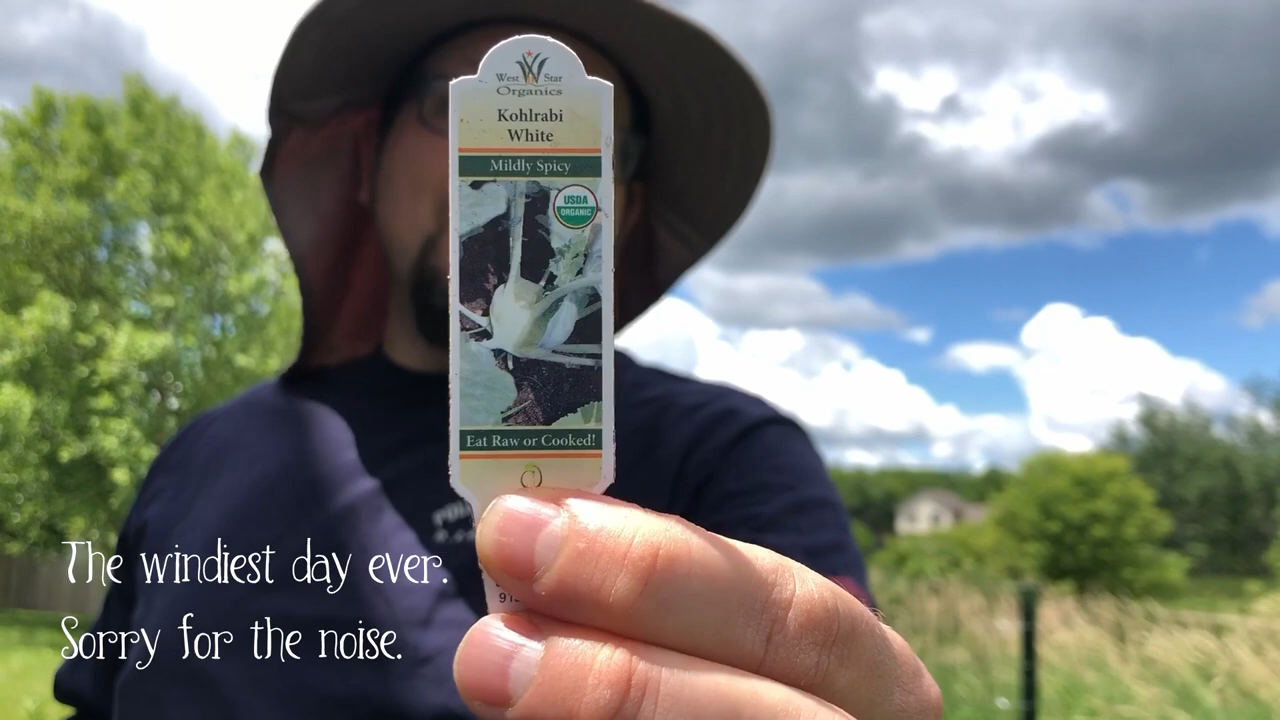 West Star
Organics
Kohlrabi
White
Mildly Spicy
USDA
ORGANIC
Eat Raw or Cooked!
The windiest day ever.
Sorry for the noise.